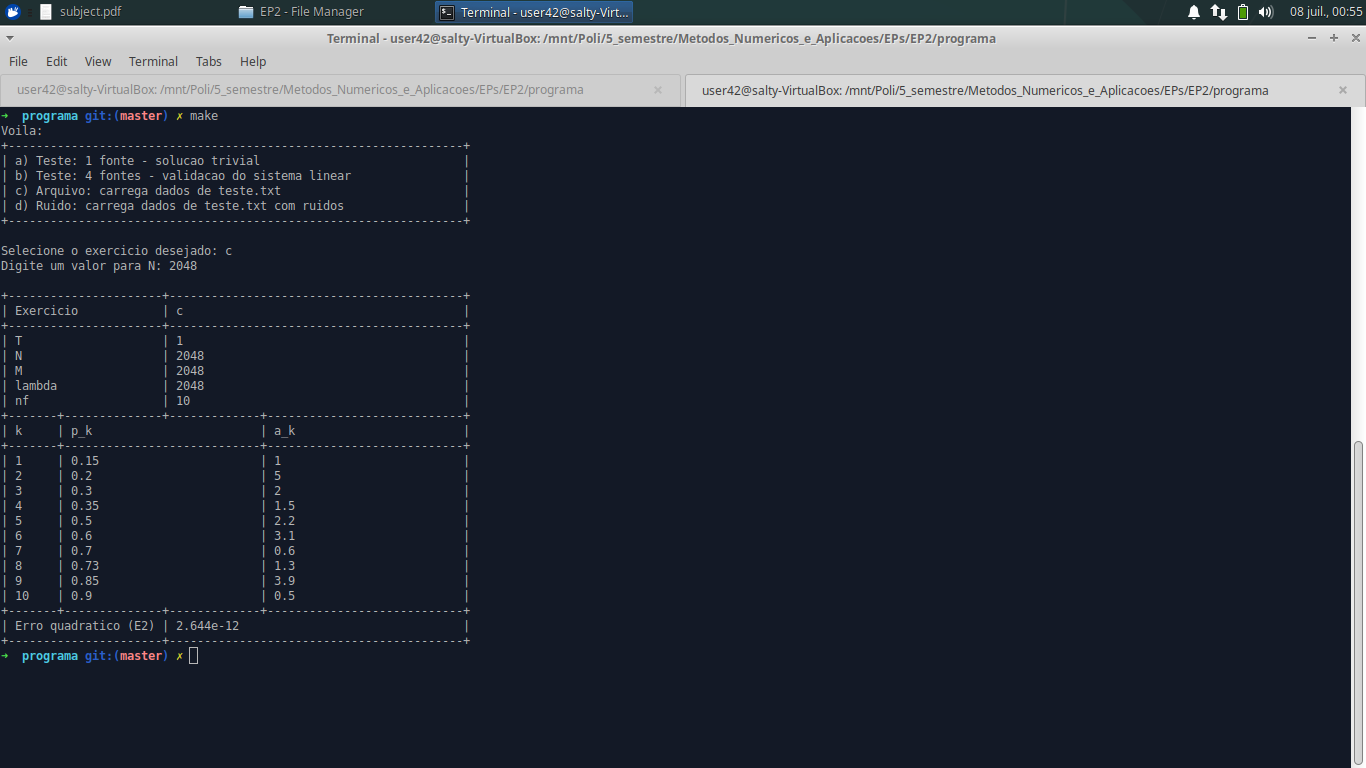 subject.pdf
EP2 - File Manager
Terminal - user42@salty-Virt...
08 juil., 00:55
Terminal - user42@salty-VirtualBox: /mnt/Poli/5_semestre/Metodos_Numericos_e_Aplicacoes/EPs/EP2/programa
File Edit View Terminal Tabs Help
user42@salty-VirtualBox: /mnt/Poli/5_semestre/Metodos_Numericos_e_Aplicacoes/EPs/EP2/programa ×
user42@salty-VirtualBox: /mnt/Poli/5_semestre/Metodos_Numericos_e_Aplicacoes/EPs/EP2/programa ×
➜  programa git:(master) ✗ make
Voila:
+-----------------------------------------------------------------+
| a) Teste: 1 fonte - solucao trivial                             |
| b) Teste: 4 fontes - validacao do sistema linear                |
| c) Arquivo: carrega dados de teste.txt                          |
| d) Ruido: carrega dados de teste.txt com ruidos                 |
+-----------------------------------------------------------------+
Selecione o exercicio desejado: c
Digite um valor para N: 2048
+----------------------+------------------------------------------+
| Exercicio            | c                                        |
+----------------------+------------------------------------------+
| T                    | 1                                        |
| N                    | 2048                                     |
| M                    | 2048                                     |
| lambda               | 2048                                     |
| nf                   | 10                                       |
+-------+--------------+-------------+----------------------------+
| k     | p_k                        | a_k                        |
+-------+----------------------------+----------------------------+
| 1     | 0.15                       | 1                          |
| 2     | 0.2                        | 5                          |
| 3     | 0.3                        | 2                          |
| 4     | 0.35                       | 1.5                        |
| 5     | 0.5                        | 2.2                        |
| 6     | 0.6                        | 3.1                        |
| 7     | 0.7                        | 0.6                        |
| 8     | 0.73                       | 1.3                        |
| 9     | 0.85                       | 3.9                        |
| 10    | 0.9                        | 0.5                        |
+-------+--------------+-------------+----------------------------+
| Erro quadratico (E2) | 2.644e-12                                |
+----------------------+------------------------------------------+
➜  programa git:(master) ✗